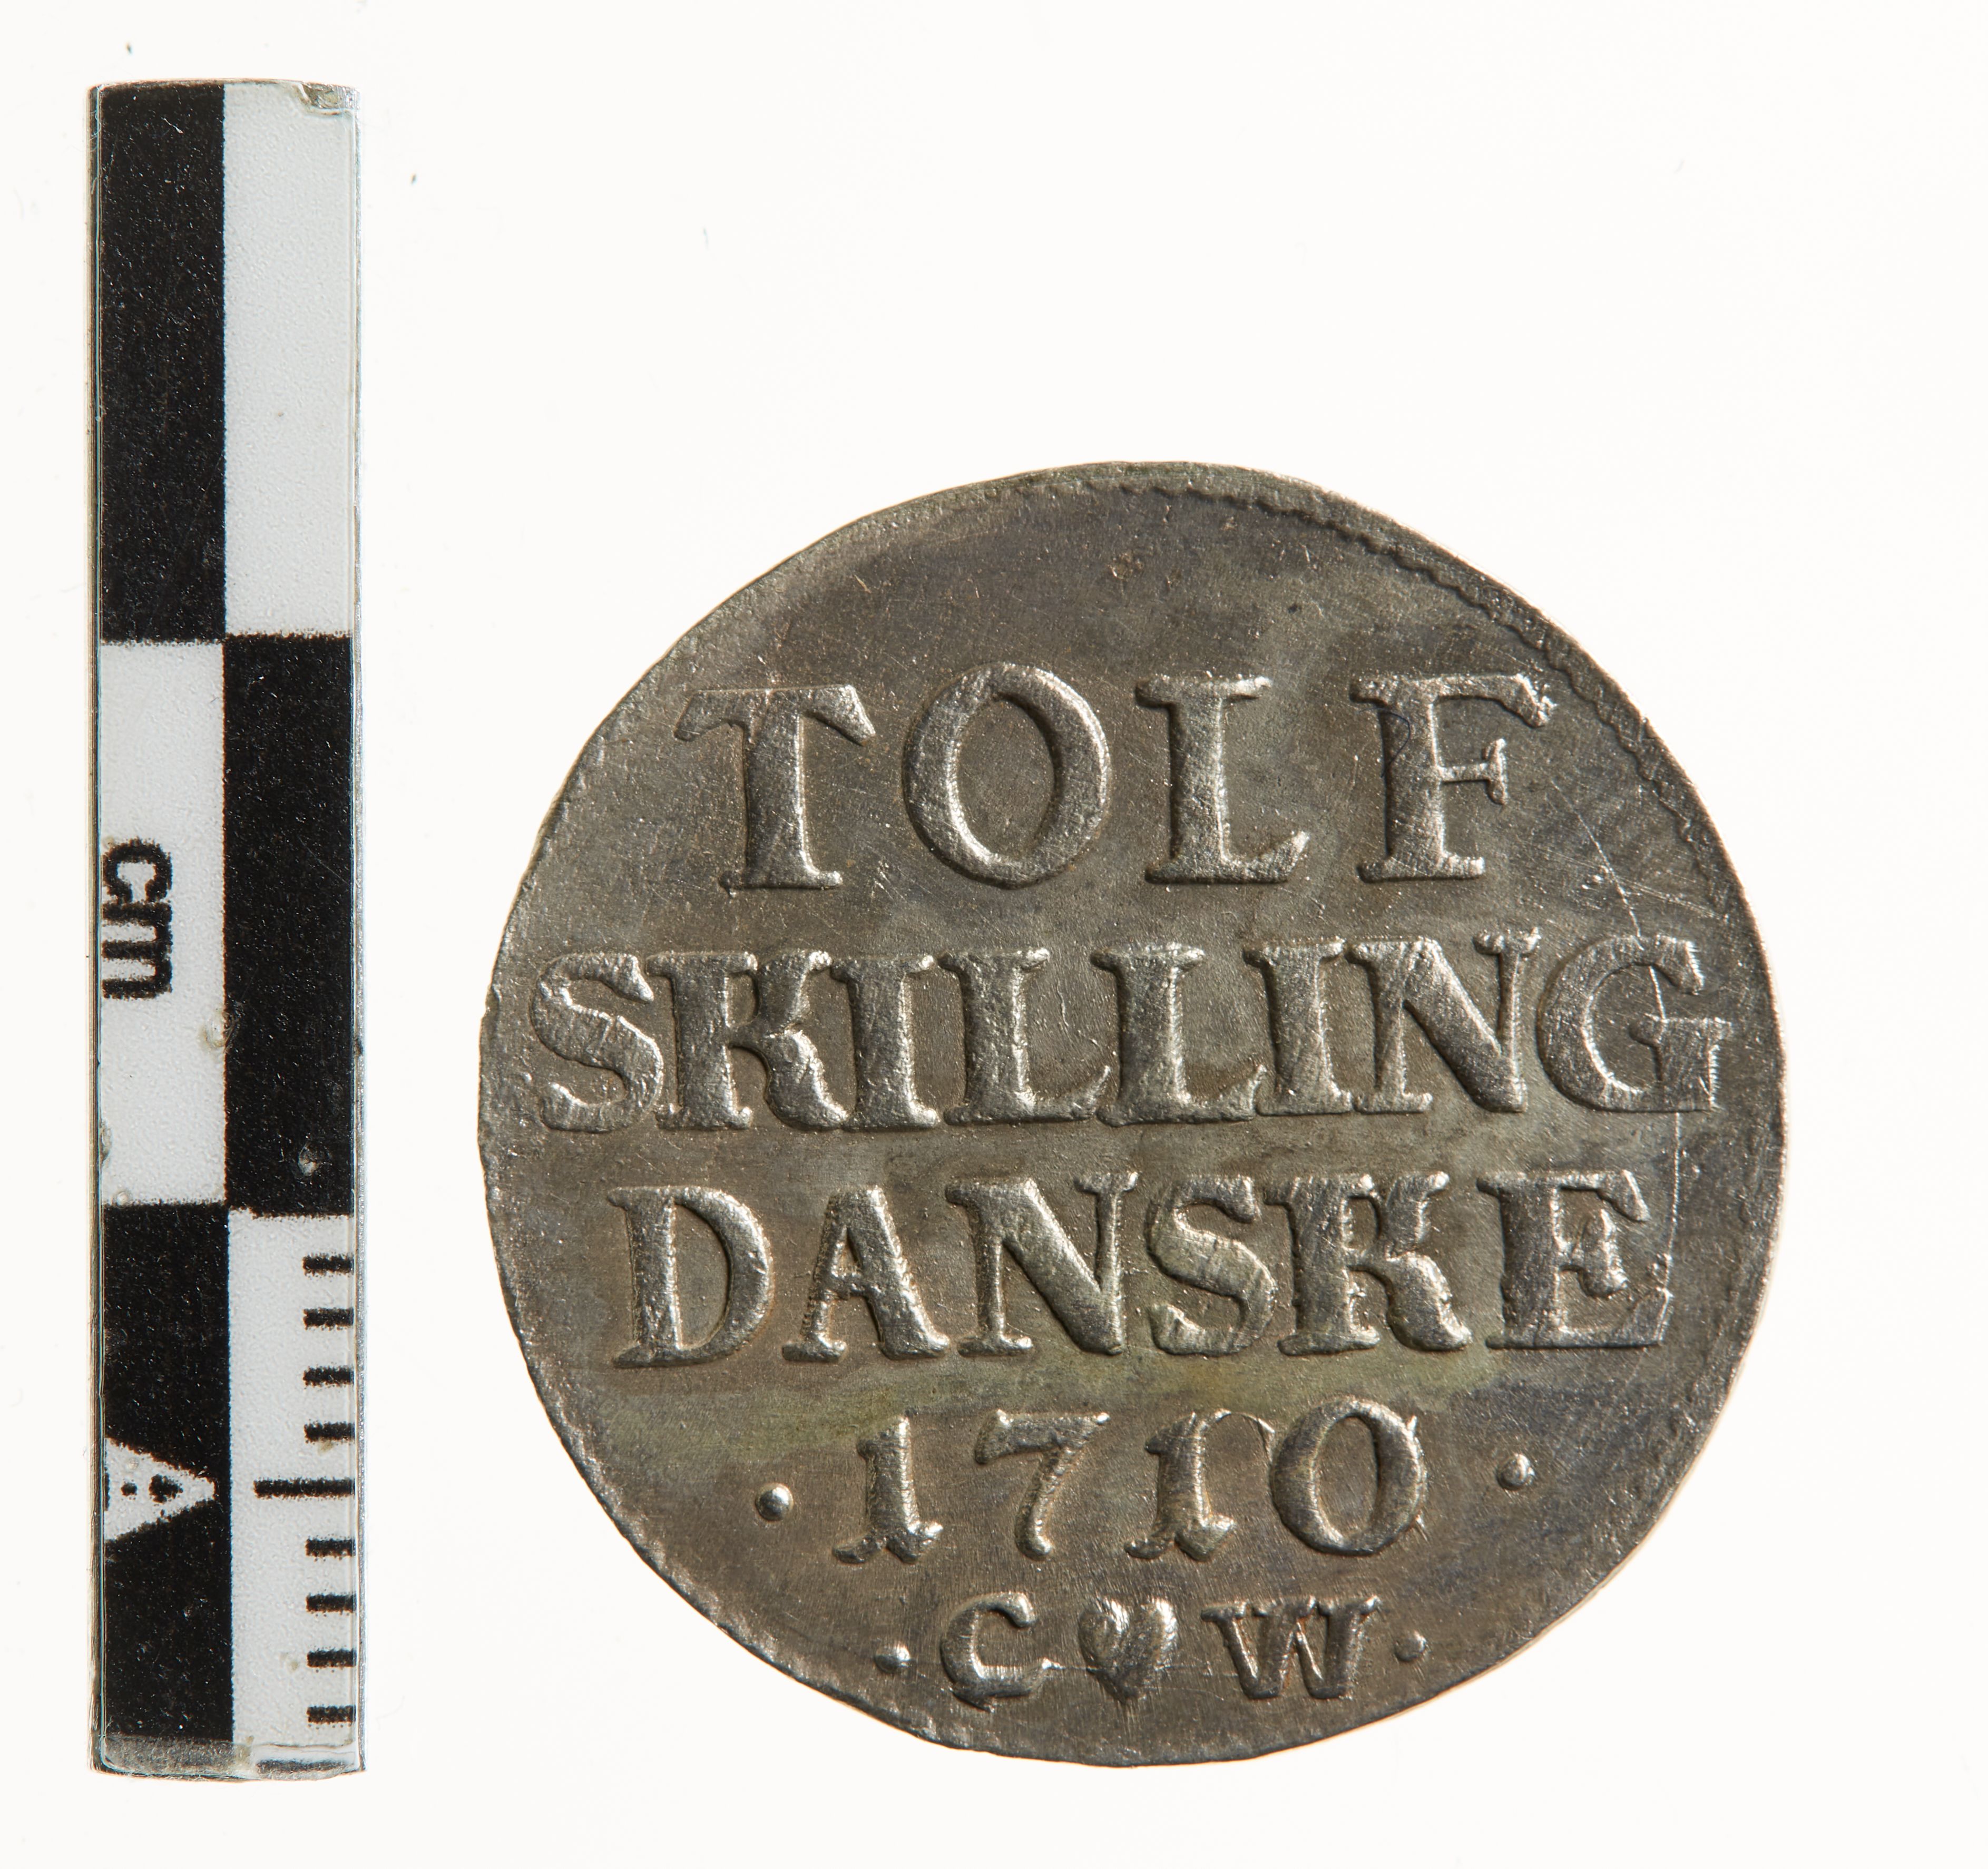 cm
A
TOLF
SKILLING
DANSKE
· 1710 ·
· C ♥ W ·